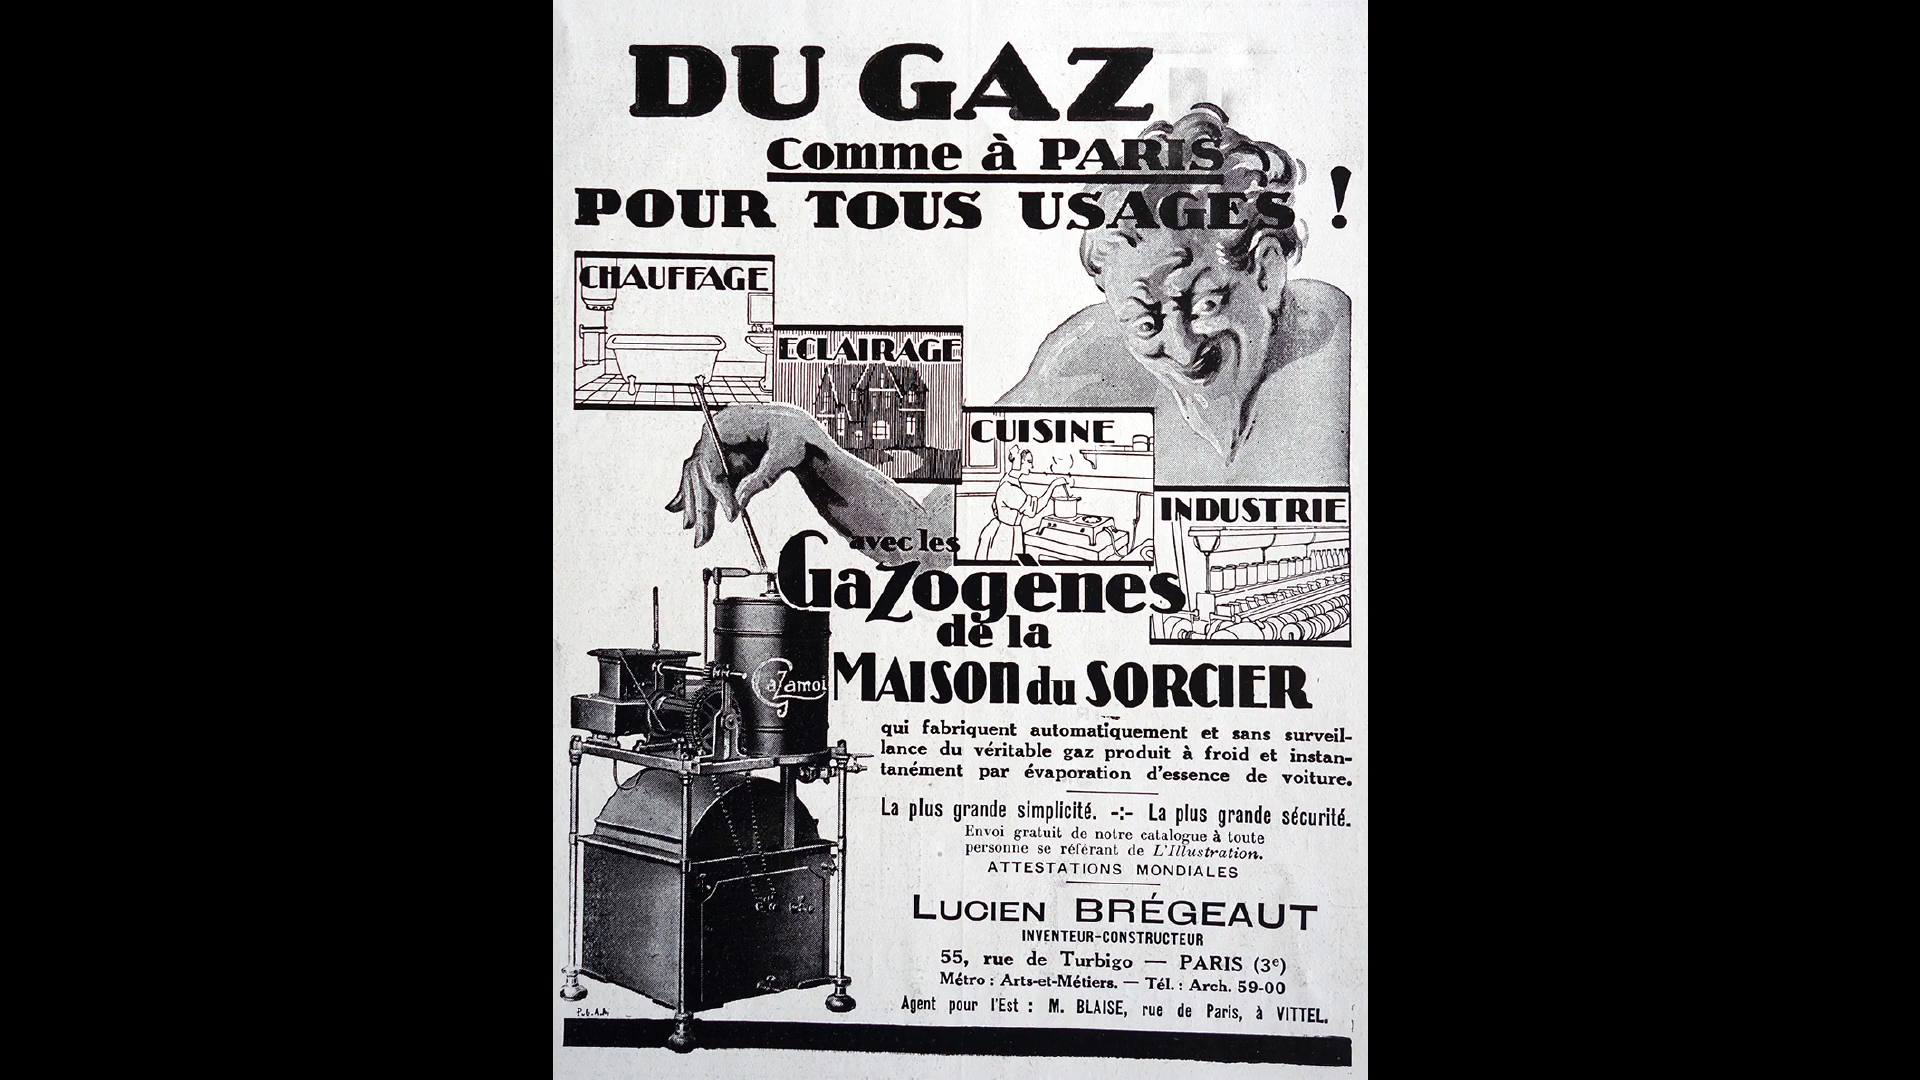 DU GAZ
Comme à PARIS
POUR TOUS USAGES !
CHAUFFAGE
ECLAIRAGE
CUISINE
INDUSTRIE
avec les
Gazogènes
de la
MAISON du SORCIER
Gazamoi
qui fabriquent automatiquement et sans surveil-
lance du véritable gaz produit à froid et instan-
tanément par évaporation d'essence de voiture.
La plus grande simplicité. -:- La plus grande sécurité.
Envoi gratuit de notre catalogue à toute
personne se référant de L'Illustration.
ATTESTATIONS MONDIALES
LUCIEN BRÉGEAUT
INVENTEUR-CONSTRUCTEUR
55, rue de Turbigo — PARIS (3e)
Métro : Arts-et-Métiers. — Tél. : Arch. 59-00
Agent pour l'Est : M. BLAISE, rue de Paris, à VITTEL.